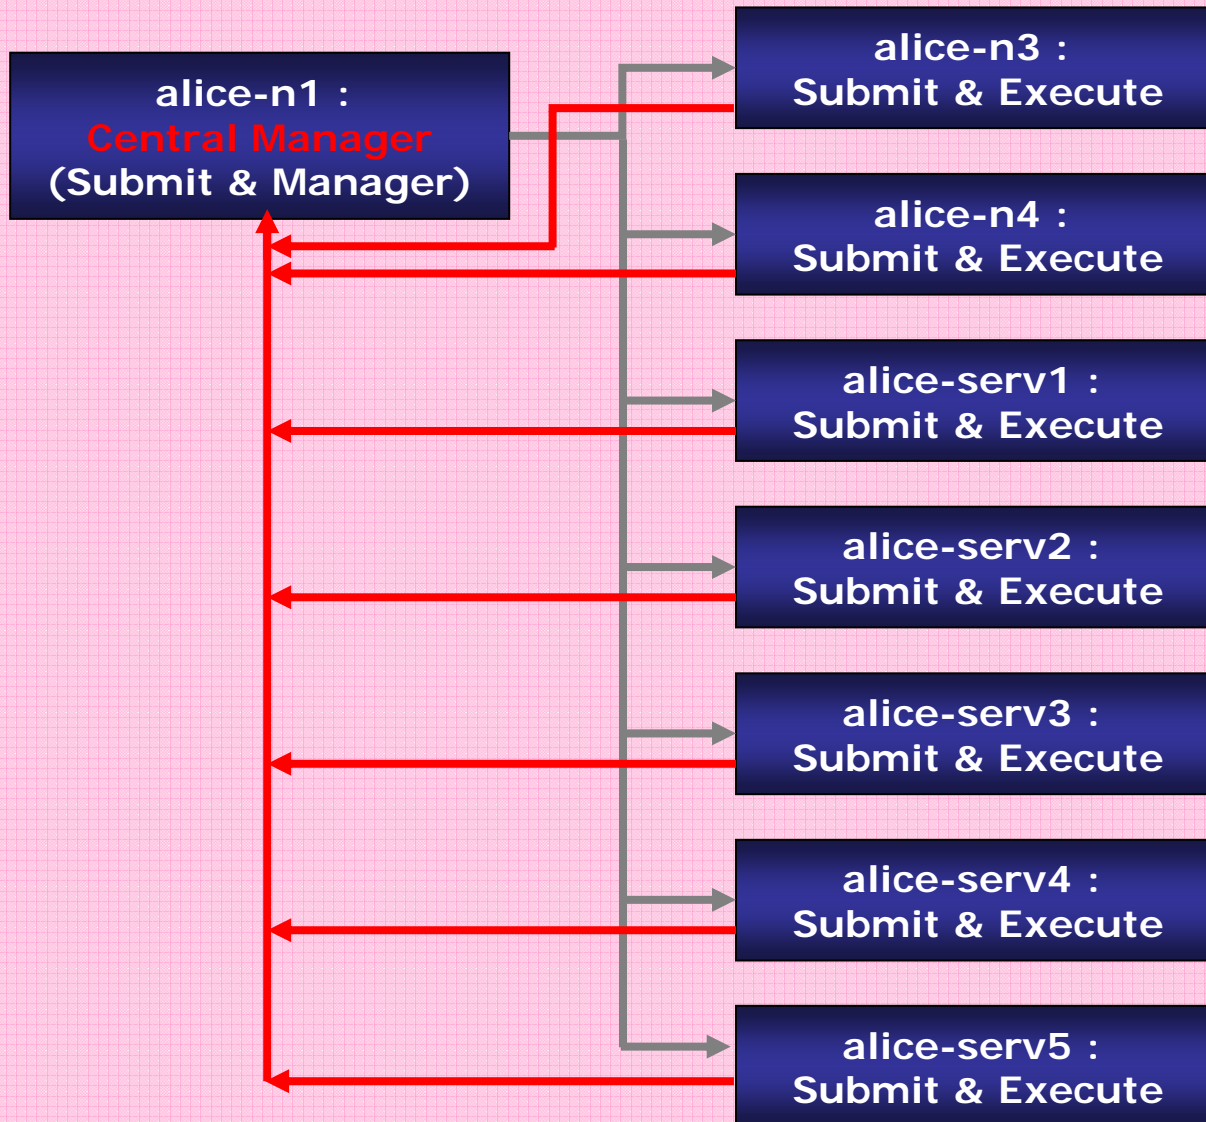 alice-n1 :
Central Manager
(Submit & Manager)
alice-n3 :
Submit & Execute
alice-n4 :
Submit & Execute
alice-serv1 :
Submit & Execute
alice-serv2 :
Submit & Execute
alice-serv3 :
Submit & Execute
alice-serv4 :
Submit & Execute
alice-serv5 :
Submit & Execute